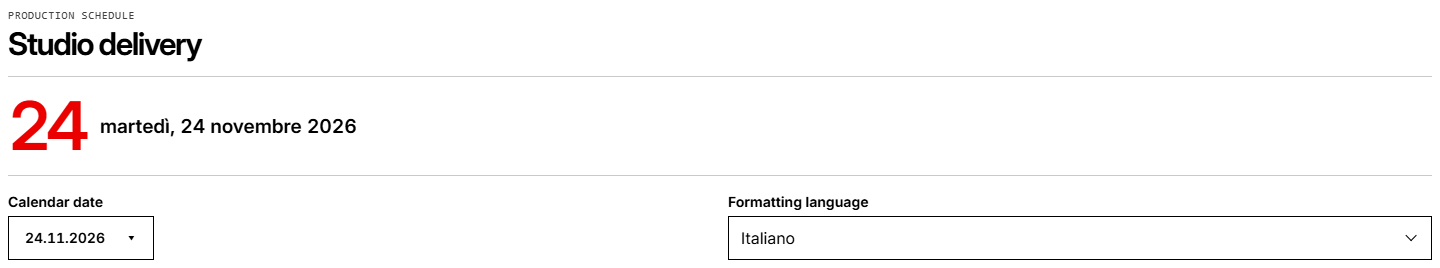 PRODUCTION SCHEDULE
Studio delivery
24
martedì, 24 novembre 2026
Calendar date
24.11.2026
Formatting language
Italiano